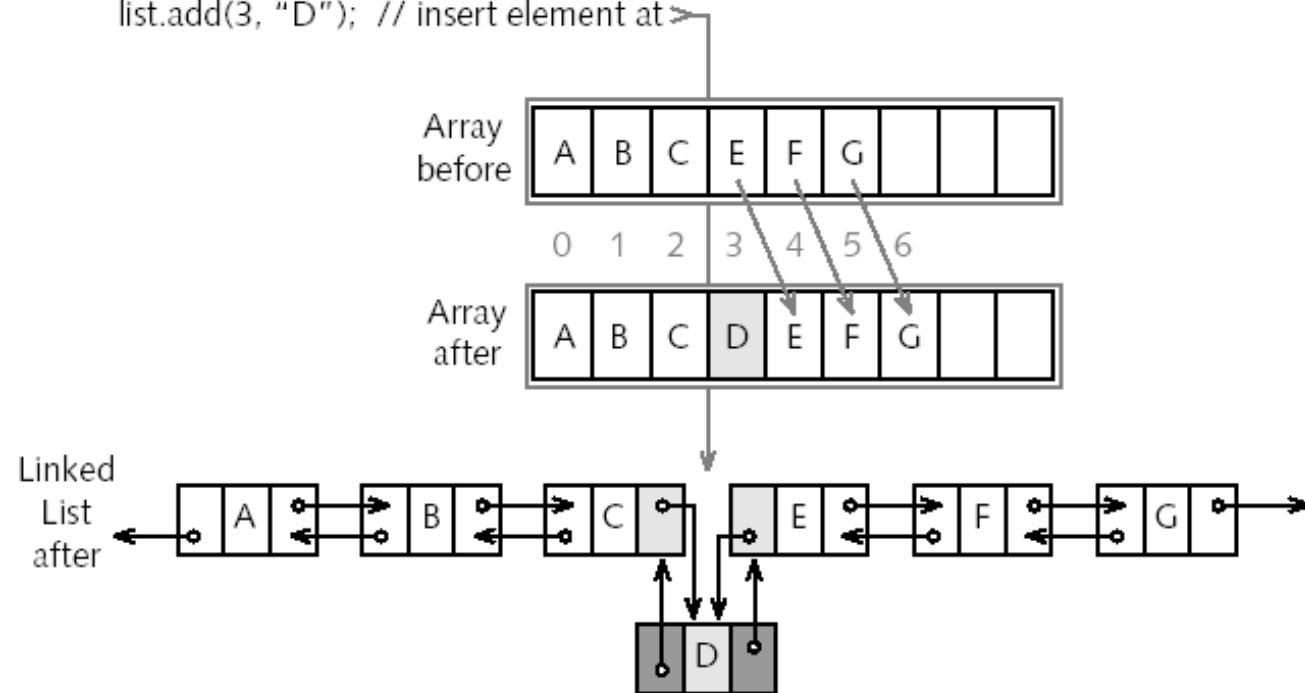 list.add(3, “D”);  // insert element at
Array
before
A B C E F G
0 1 2 3 4 5 6
Array
after
A B C D E F G
Linked
List
after
A B C E F G
D